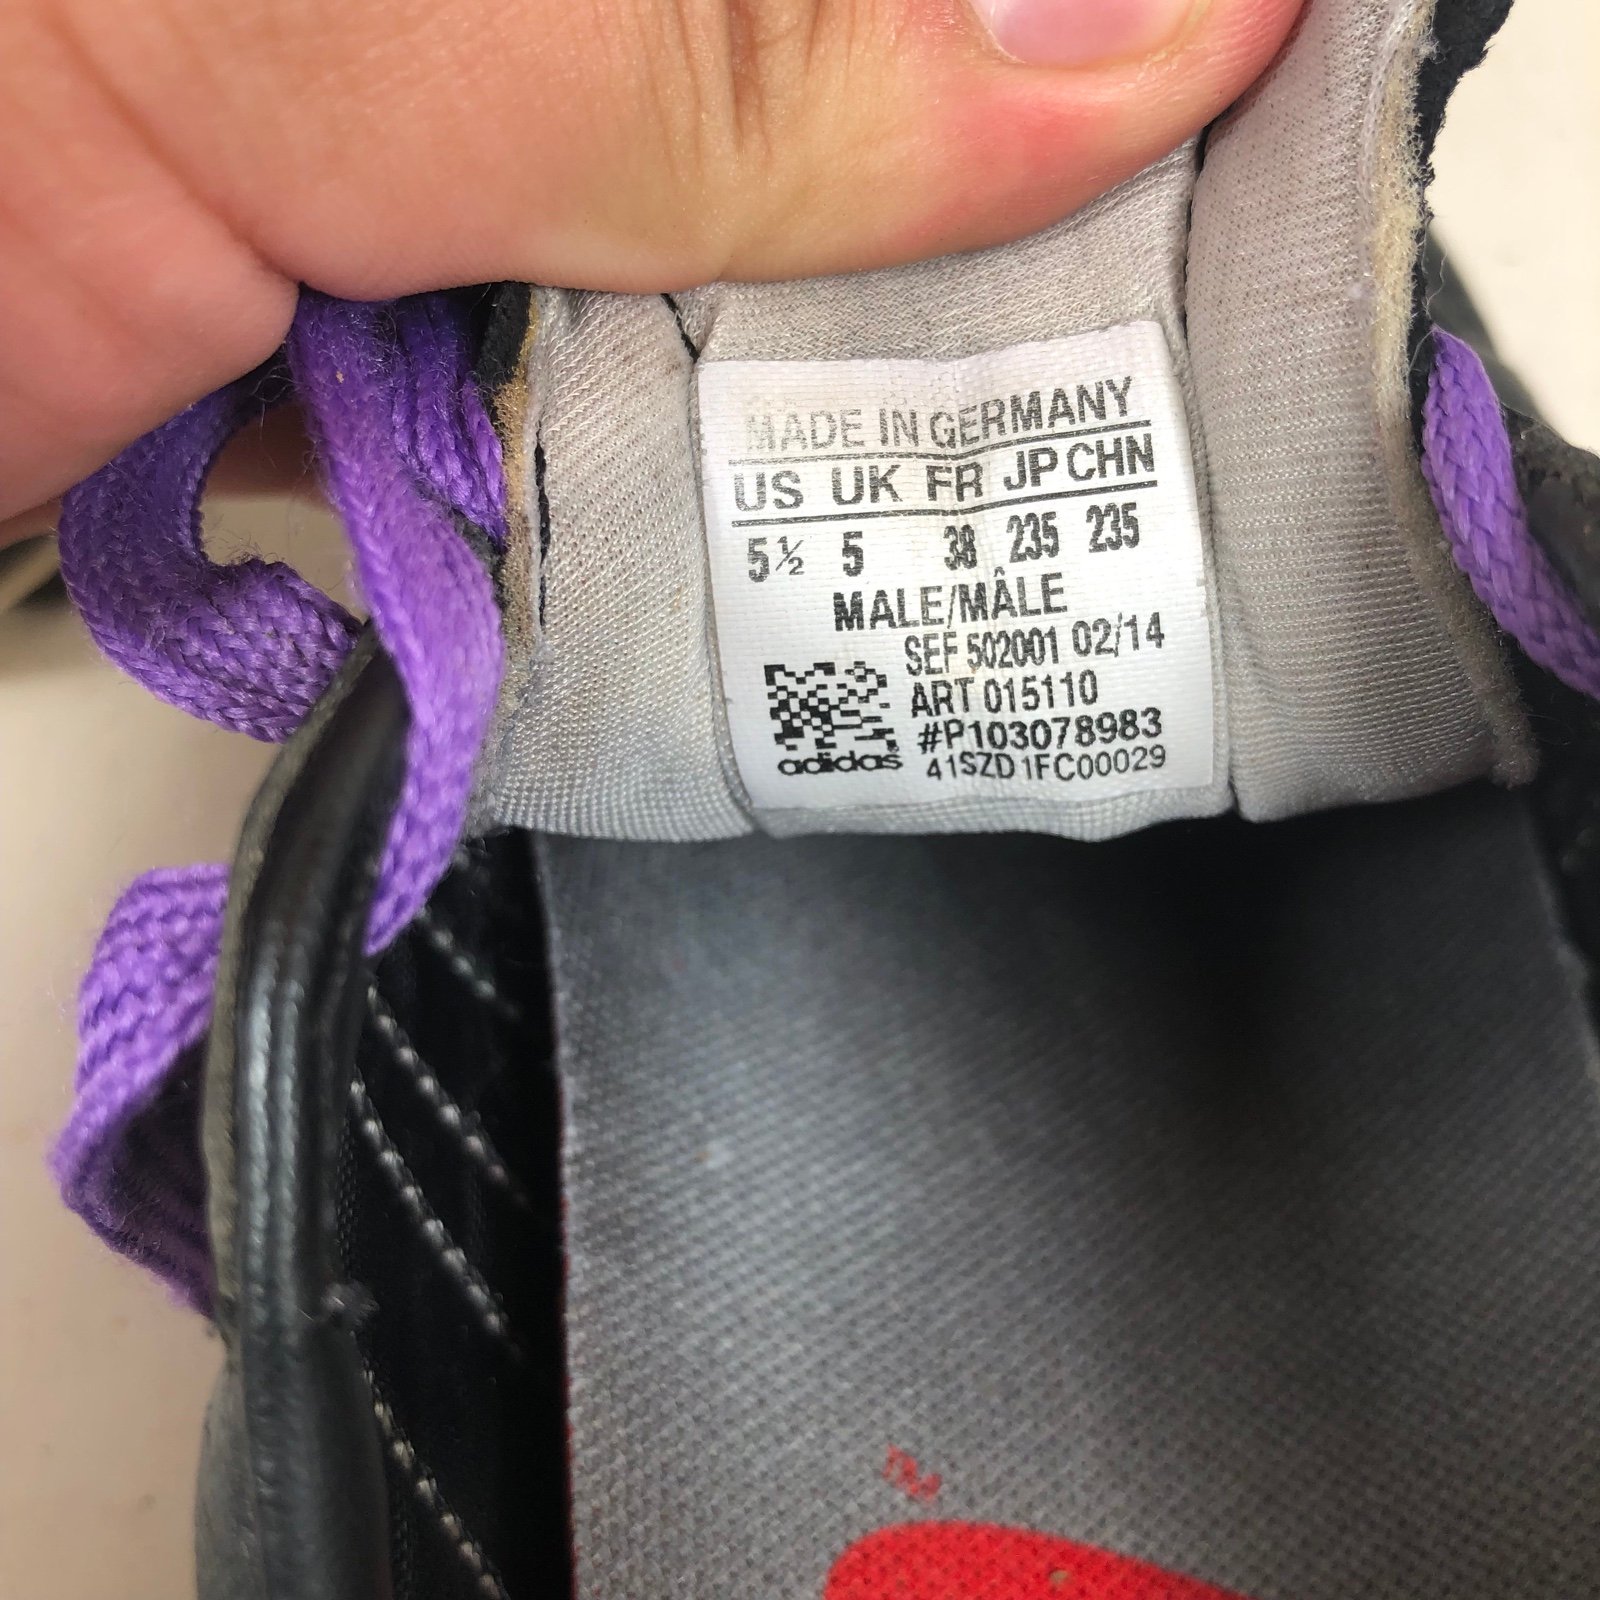 MADE IN GERMANY
US UK FR JP CHN
5½ 5 38 235 235
MALE/MÂLE
SEF 502001 02/14
ART 015110
#P103078983
adidas 41SZD1FC00029
TM